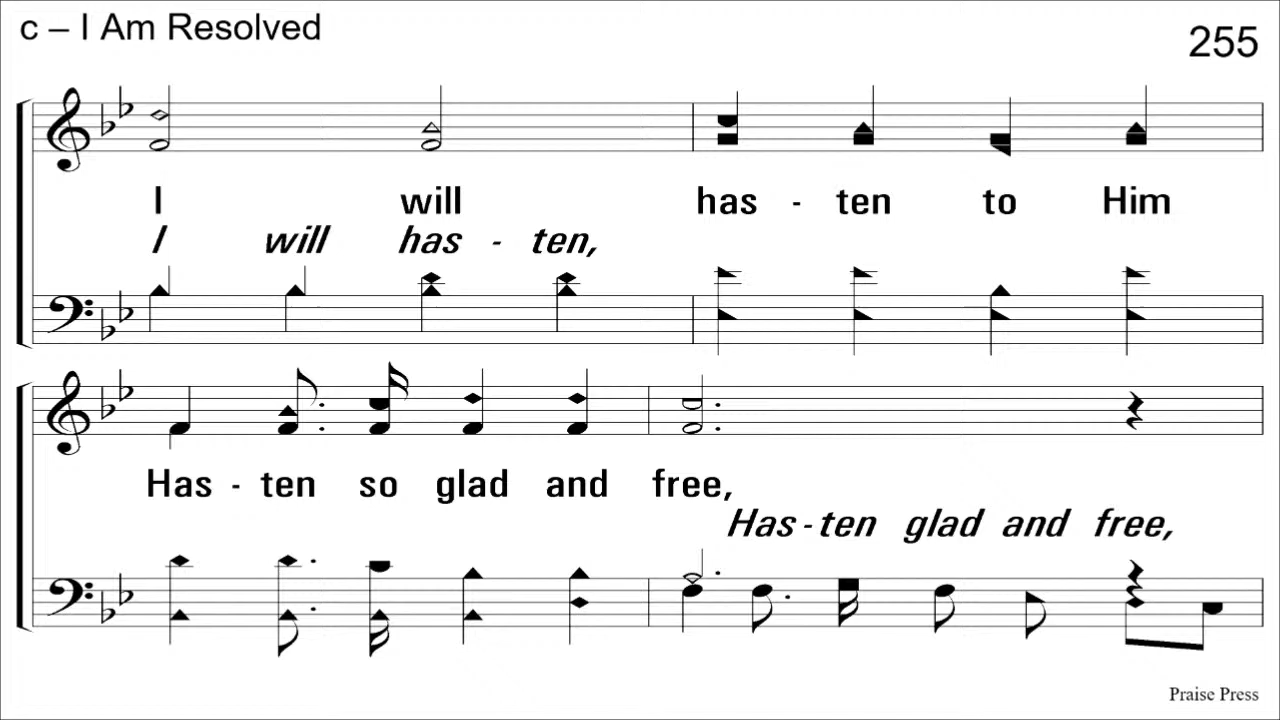 c – I Am Resolved
255
I will has - ten to Him
I will has - ten,
Has - ten so glad and free,
Has - ten glad and free,
Praise Press